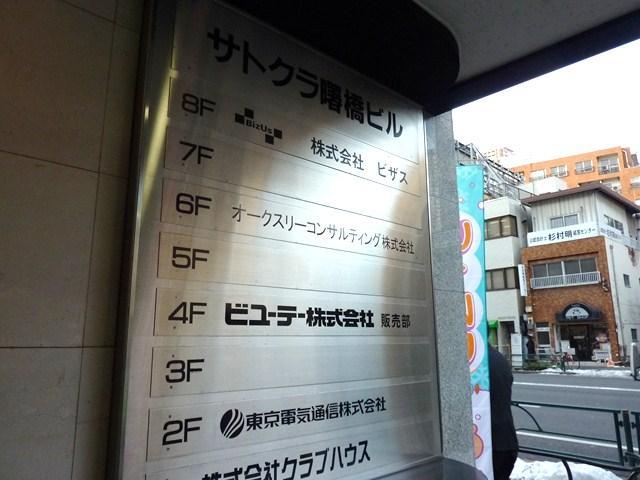 サトクラ曙橋ビル
8F BizUs 株式会社 ビザス
7F
6F オークスリーコンサルティング株式会社
5F
4F ビューテー株式会社 販売部
3F
2F 東京電気通信株式会社
株式会社クラブハウス
杉村明